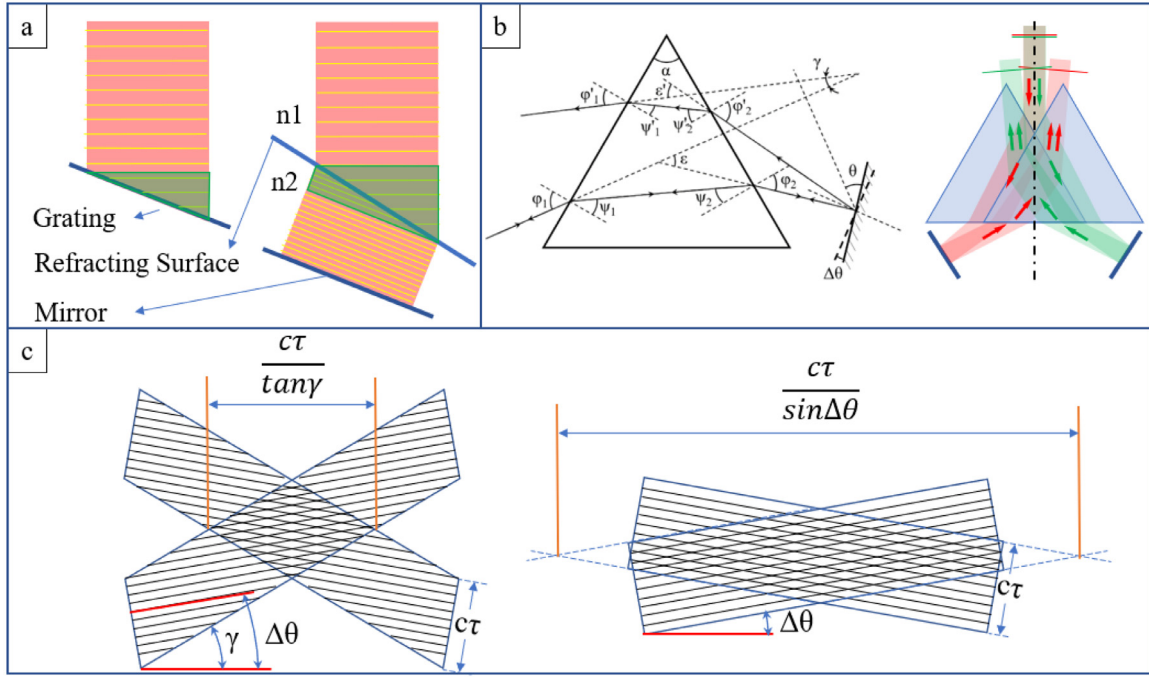 a
n1
n2
Grating
Refracting Surface
Mirror
b
α
γ
ε'
φ'₁
ψ'₁
ψ'₂
φ'₂
ε
θ
φ₁
ψ₁
ψ₂
φ₂
Δθ
c
cτ
tanγ
cτ
sinΔθ
γ
Δθ
cτ
Δθ
cτ